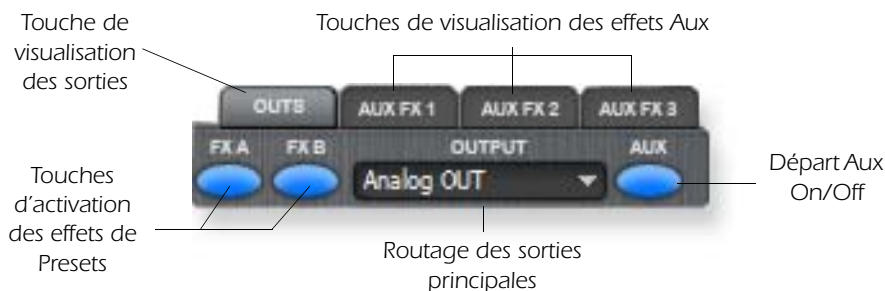 Touche de
visualisation
des sorties
Touches de visualisation des effets Aux
OUTS
AUX FX 1
AUX FX 2
AUX FX 3
FX A
FX B
OUTPUT
AUX
Analog OUT
Touches
d'activation
des effets de
Presets
Départ Aux
On/Off
Routage des sorties
principales